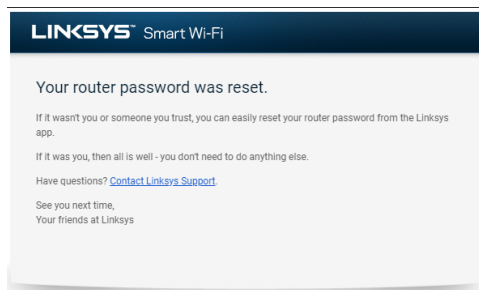 LINKSYS™ Smart Wi-Fi
Your router password was reset.
If it wasn't you or someone you trust, you can easily reset your router password from the Linksys
app.
If it was you, then all is well - you don't need to do anything else.
Have questions? Contact Linksys Support.
See you next time,
Your friends at Linksys